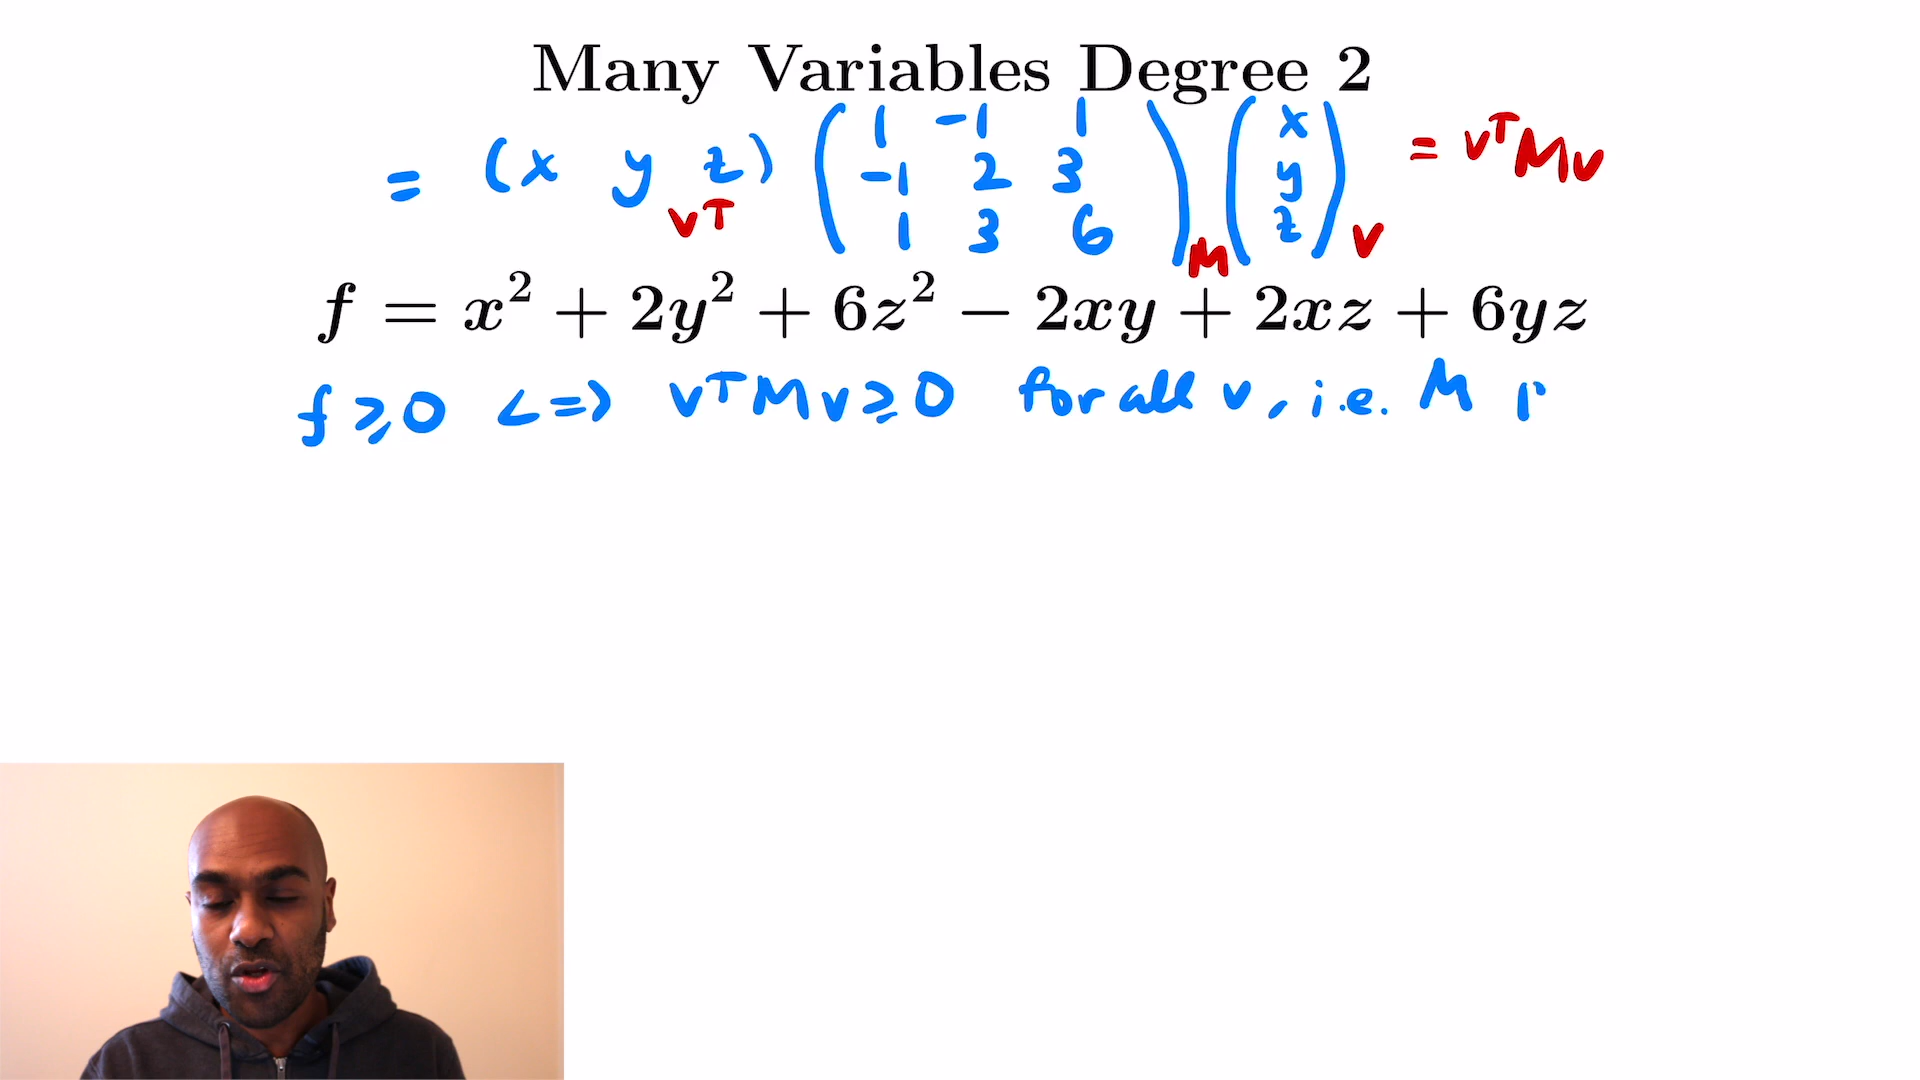 Many Variables Degree 2
= (x y z) ( 1 -1 1 ) ( x ) = vᵀMv
( -1 2 3 ) ( y )
( 1 3 6 ) ( z )
vᵀ M v
f = x² + 2y² + 6z² − 2xy + 2xz + 6yz
f ⩾ 0 <=> vᵀMv ⩾ 0 for all v, i.e. M